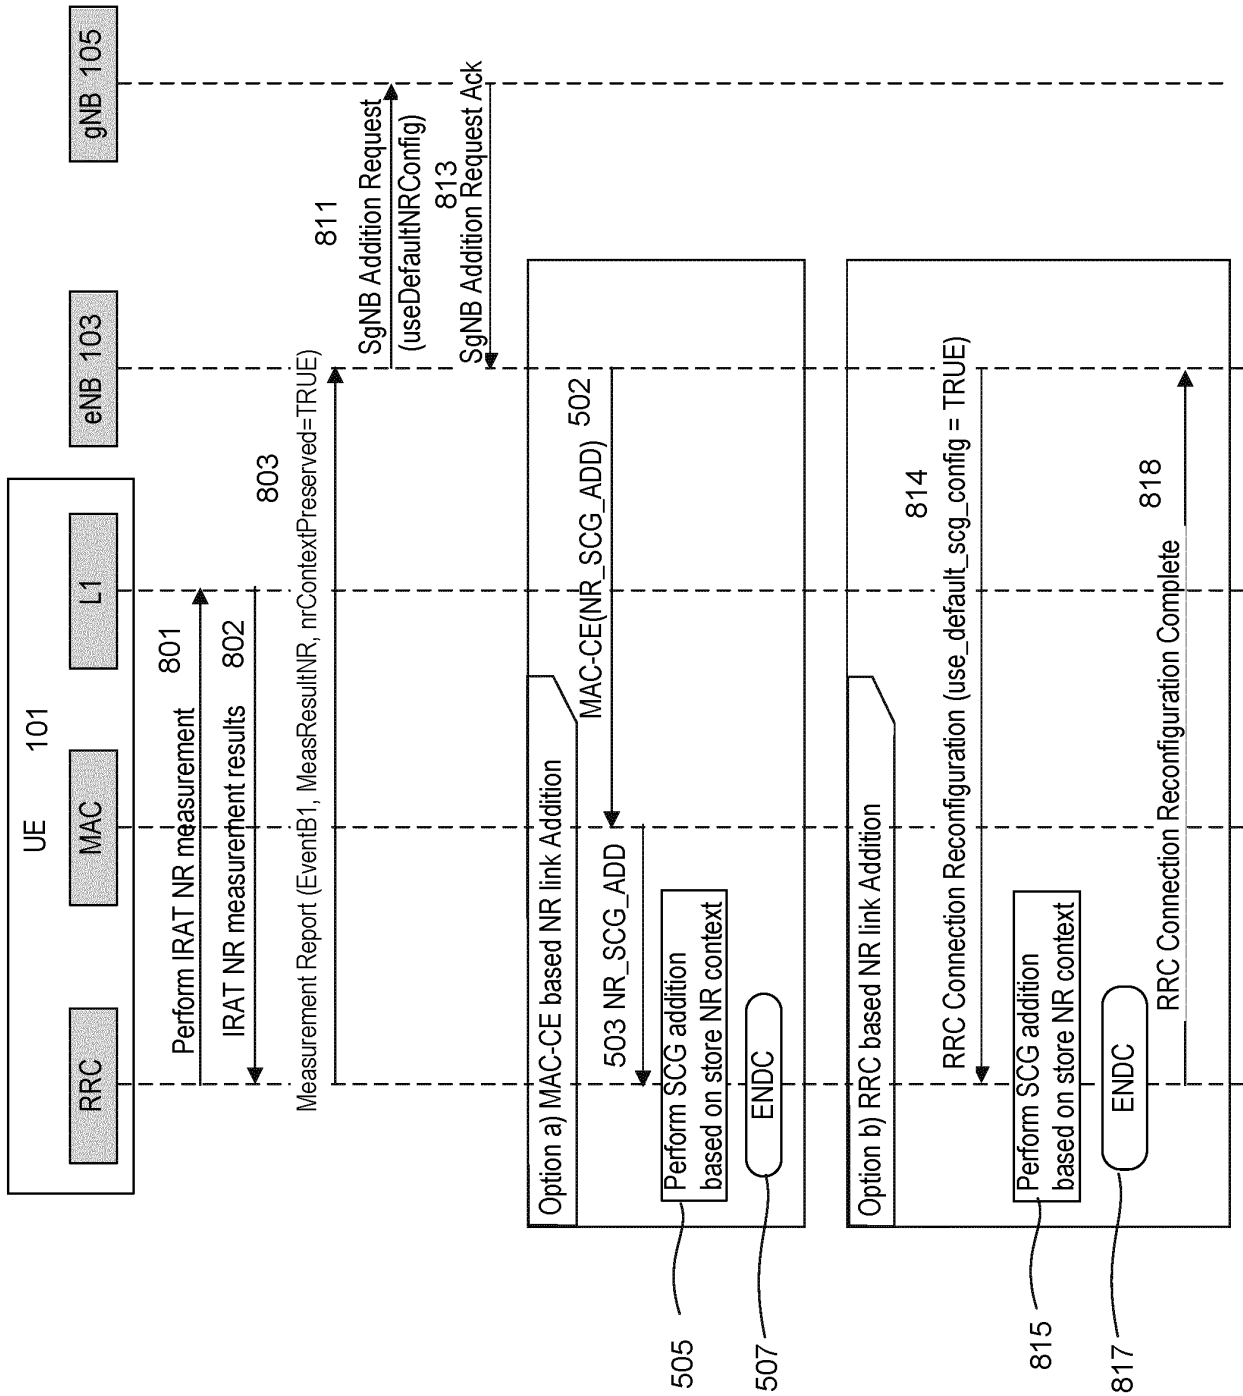 UE 101
RRC
MAC
L1
eNB 103
gNB 105
Perform IRAT NR measurement
801
IRAT NR measurement results
802
803
Measurement Report (EventB1, MeasResultNR, nrContextPreserved=TRUE)
811
SgNB Addition Request
(useDefaultNRConfig)
813
SgNB Addition Request Ack
Option a) MAC-CE based NR link Addition
MAC-CE(NR_SCG_ADD) 502
503 NR_SCG_ADD
Perform SCG addition
based on store NR context
505
ENDC
507
Option b) RRC based NR link Addition
814
RRC Connection Reconfiguration (use_default_scg_config = TRUE)
Perform SCG addition
based on store NR context
815
ENDC
817
818
RRC Connection Reconfiguration Complete